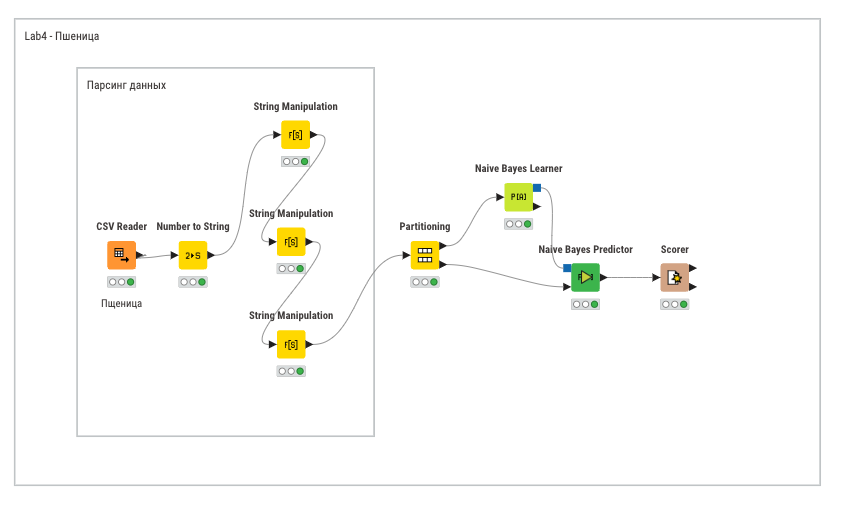 Lab4 - Пшеница
Парсинг данных
String Manipulation
F[S]
Naive Bayes Learner
P[A]
CSV Reader
Number to String
2▸S
String Manipulation
F[S]
Partitioning
Naive Bayes Predictor
Scorer
Пщеница
String Manipulation
F[S]